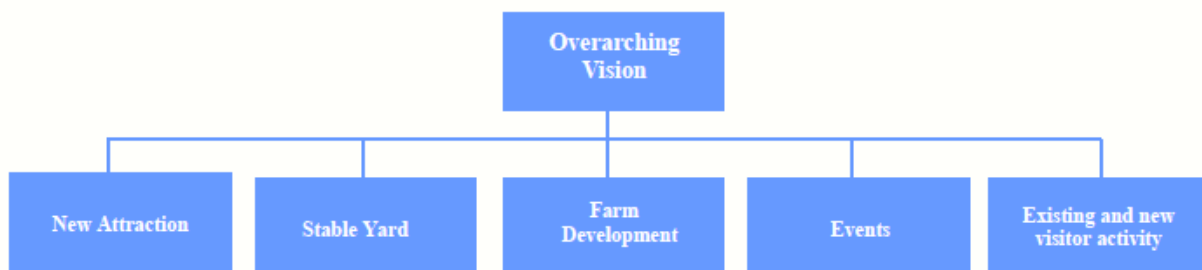 Overarching
Vision
New Attraction
Stable Yard
Farm
Development
Events
Existing and new
visitor activity